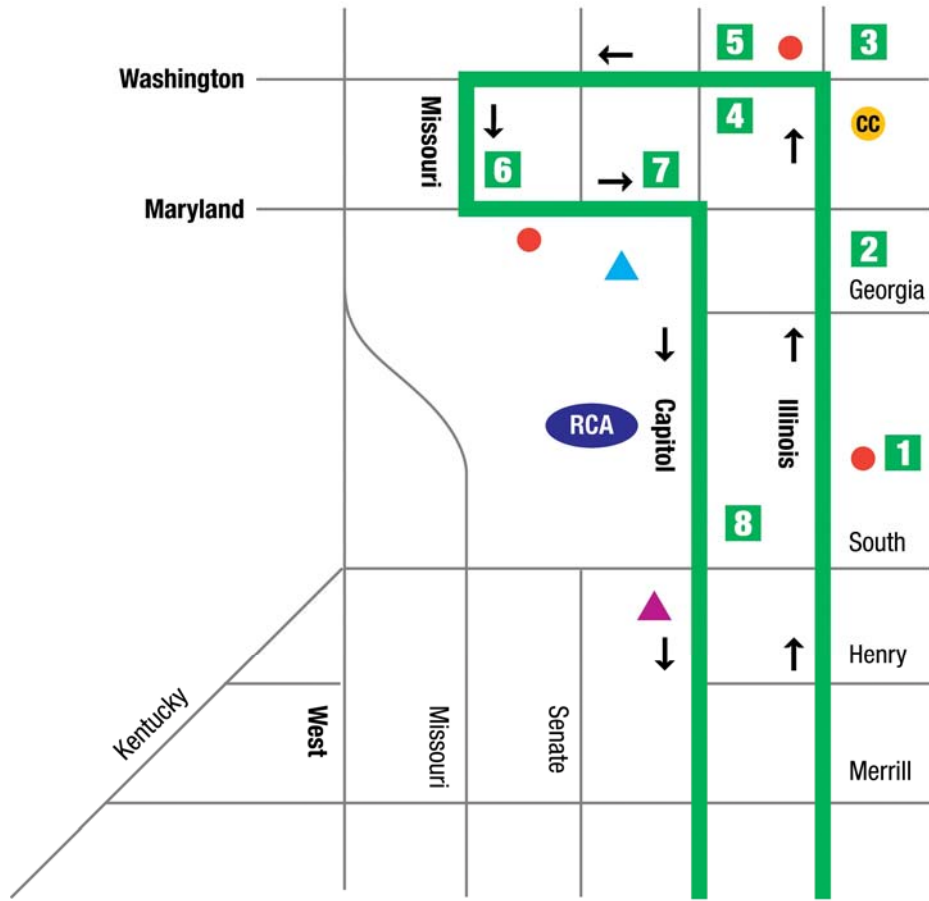 5
3
Washington
Missouri
4
CC
6
7
Maryland
2
Georgia
RCA
Capitol
Illinois
1
8
South
Henry
Kentucky
West
Missouri
Senate
Merrill